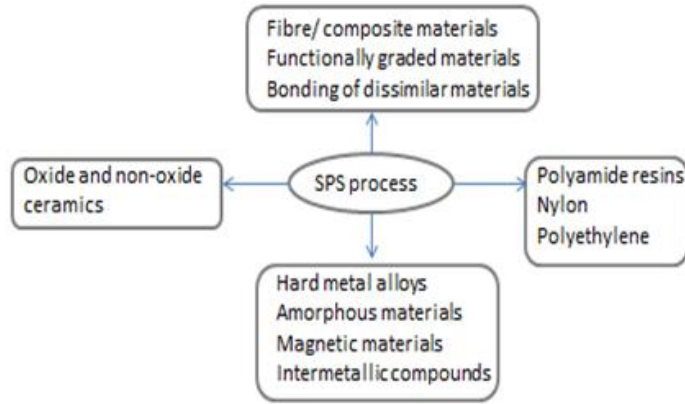 Fibre/ composite materials
Functionally graded materials
Bonding of dissimilar materials
Oxide and non-oxide
ceramics
SPS process
Polyamide resins
Nylon
Polyethylene
Hard metal alloys
Amorphous materials
Magnetic materials
Intermetallic compounds